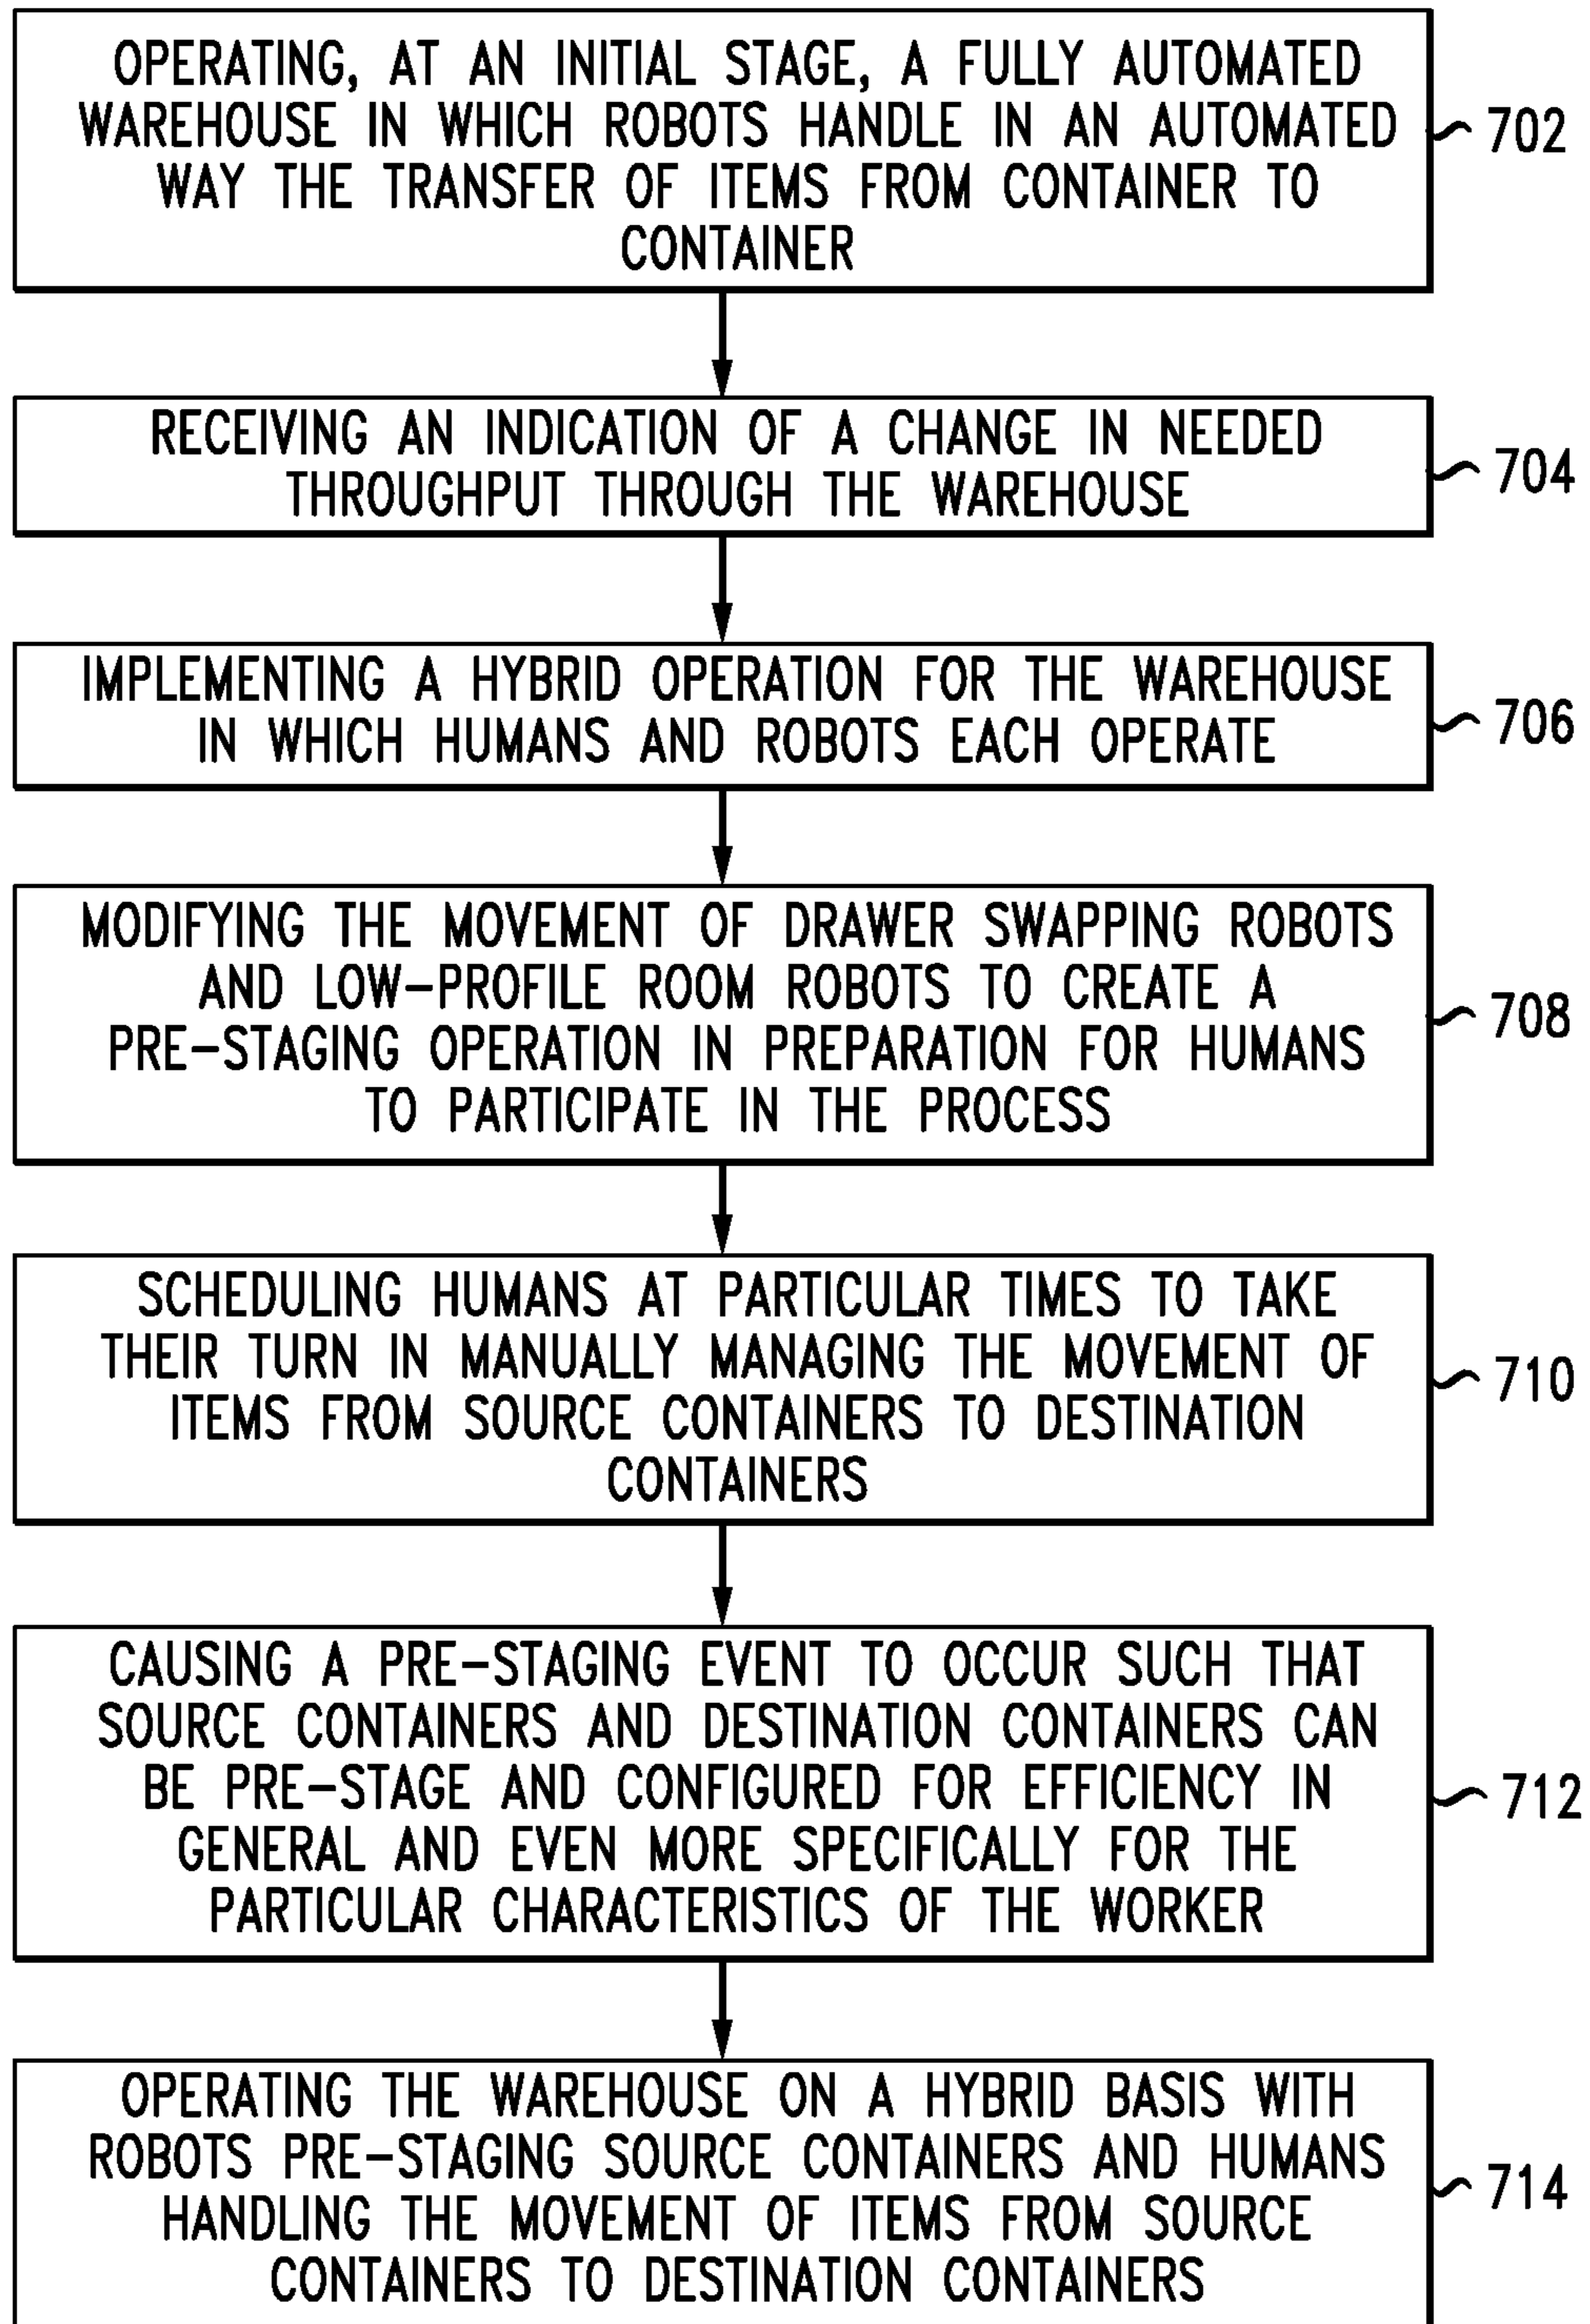 OPERATING, AT AN INITIAL STAGE, A FULLY AUTOMATED
WAREHOUSE IN WHICH ROBOTS HANDLE IN AN AUTOMATED
WAY THE TRANSFER OF ITEMS FROM CONTAINER TO
CONTAINER
702
RECEIVING AN INDICATION OF A CHANGE IN NEEDED
THROUGHPUT THROUGH THE WAREHOUSE
704
IMPLEMENTING A HYBRID OPERATION FOR THE WAREHOUSE
IN WHICH HUMANS AND ROBOTS EACH OPERATE
706
MODIFYING THE MOVEMENT OF DRAWER SWAPPING ROBOTS
AND LOW-PROFILE ROOM ROBOTS TO CREATE A
PRE-STAGING OPERATION IN PREPARATION FOR HUMANS
TO PARTICIPATE IN THE PROCESS
708
SCHEDULING HUMANS AT PARTICULAR TIMES TO TAKE
THEIR TURN IN MANUALLY MANAGING THE MOVEMENT OF
ITEMS FROM SOURCE CONTAINERS TO DESTINATION
CONTAINERS
710
CAUSING A PRE-STAGING EVENT TO OCCUR SUCH THAT
SOURCE CONTAINERS AND DESTINATION CONTAINERS CAN
BE PRE-STAGE AND CONFIGURED FOR EFFICIENCY IN
GENERAL AND EVEN MORE SPECIFICALLY FOR THE
PARTICULAR CHARACTERISTICS OF THE WORKER
712
OPERATING THE WAREHOUSE ON A HYBRID BASIS WITH
ROBOTS PRE-STAGING SOURCE CONTAINERS AND HUMANS
HANDLING THE MOVEMENT OF ITEMS FROM SOURCE
CONTAINERS TO DESTINATION CONTAINERS
714